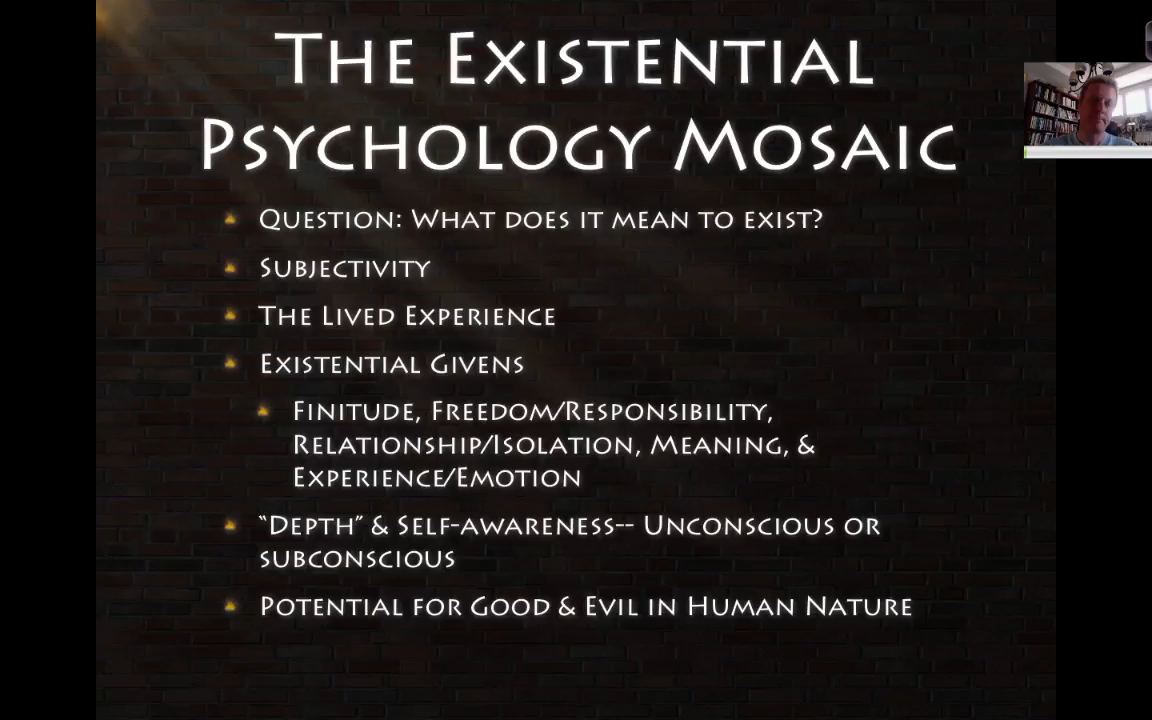 The Existential
Psychology Mosaic
Question: What does it mean to exist?
Subjectivity
The Lived Experience
Existential Givens
Finitude, Freedom/Responsibility,
Relationship/Isolation, Meaning, &
Experience/Emotion
“Depth” & Self-awareness-- Unconscious or
subconscious
Potential for Good & Evil in Human Nature